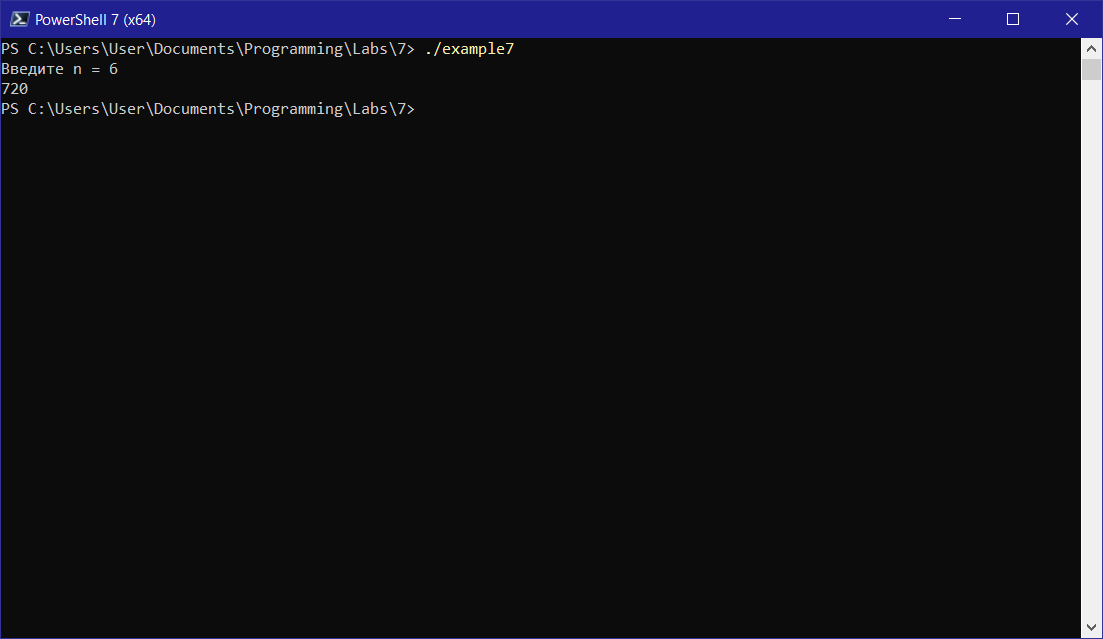 PowerShell 7 (x64)
PS C:\Users\User\Documents\Programming\Labs\7> ./example7
Введите n = 6
720
PS C:\Users\User\Documents\Programming\Labs\7>